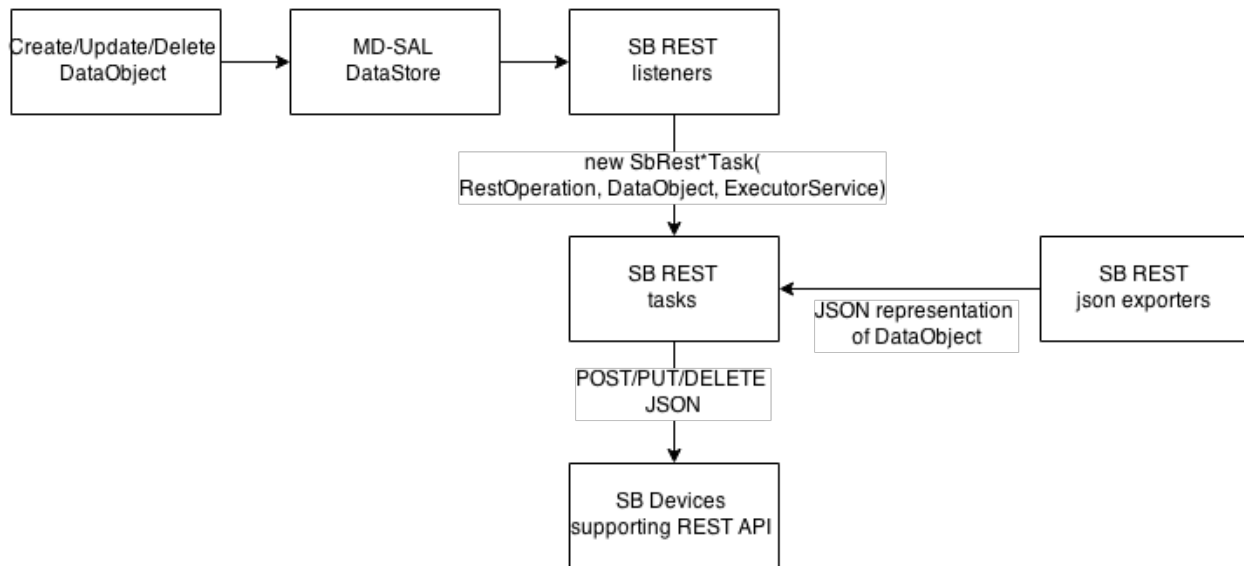 Create/Update/Delete
DataObject
MD-SAL
DataStore
SB REST
listeners
new SbRest*Task(
RestOperation, DataObject, ExecutorService)
SB REST
tasks
SB REST
json exporters
JSON representation
of DataObject
POST/PUT/DELETE
JSON
SB Devices
supporting REST API